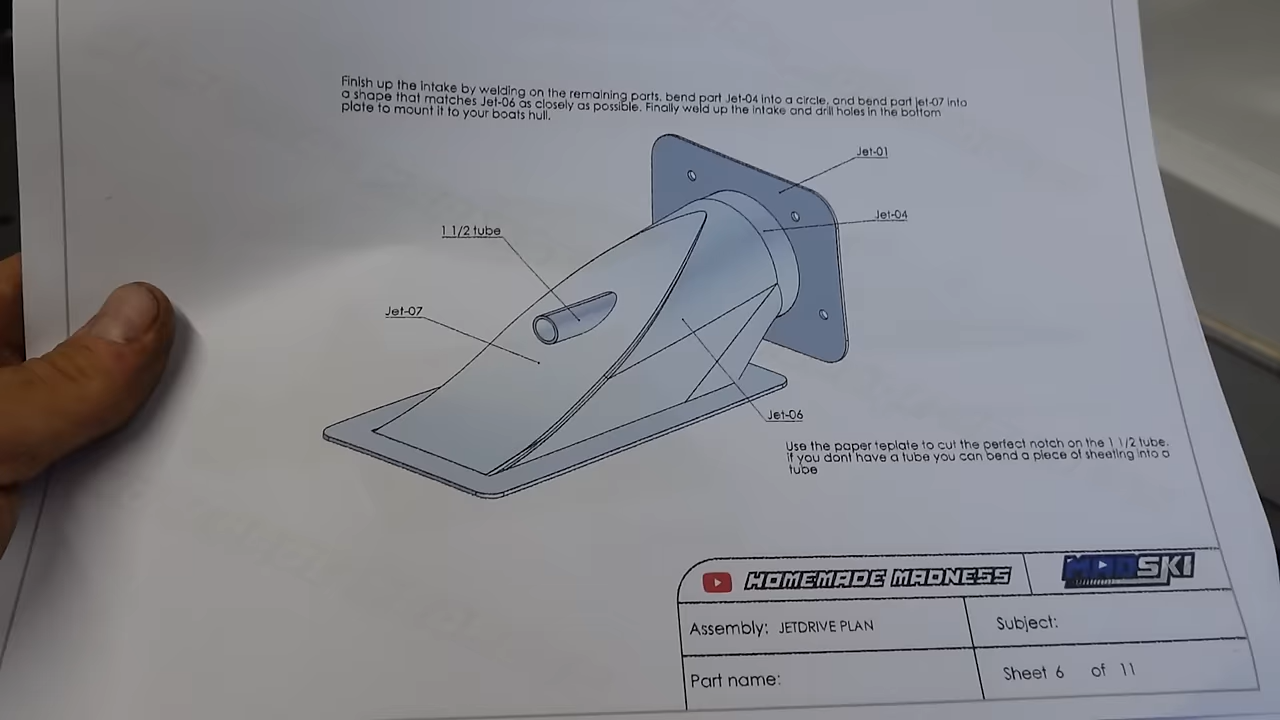 Finish up the intake by welding on the remaining parts, bend part Jet-04 into a circle, and bend part jet-07 into
a shape that matches Jet-06 as closely as possible. Finally weld up the intake and drill holes in the bottom
plate to mount it to your boats hull.
Jet-01
Jet-04
1 1/2 tube
Jet-07
Jet-06
Use the paper teplate to cut the perfect notch on the 1 1/2 tube.
if you dont have a tube you can bend a piece of sheeting into a
tube
HOMEMADE MADNESS
MADSKI
Assembly: JETDRIVE PLAN
Subject:
Part name:
Sheet 6 of 11